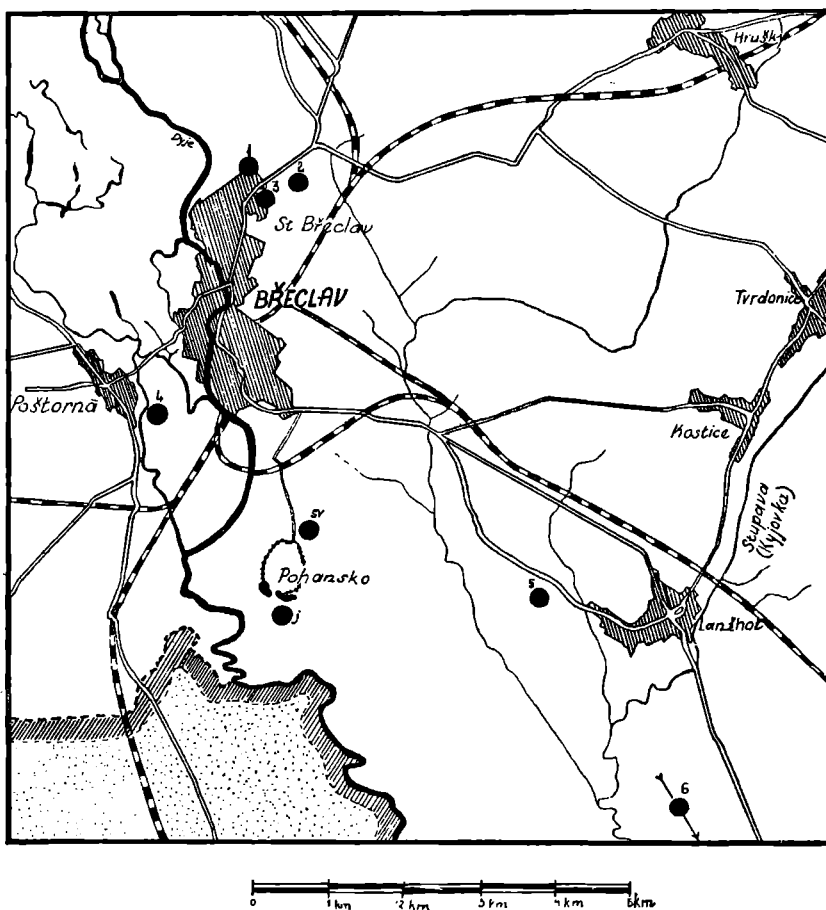 Hrušk
Dyje
1
2
3
St Břeclav
BŘECLAV
Tvrdonice
Poštorná
4
Kostice
Stupava
(Kyjovka)
sv
Pohansko
j
5
Lanžhot
6
0 1 km 2 km 3 km 4 km 5 km